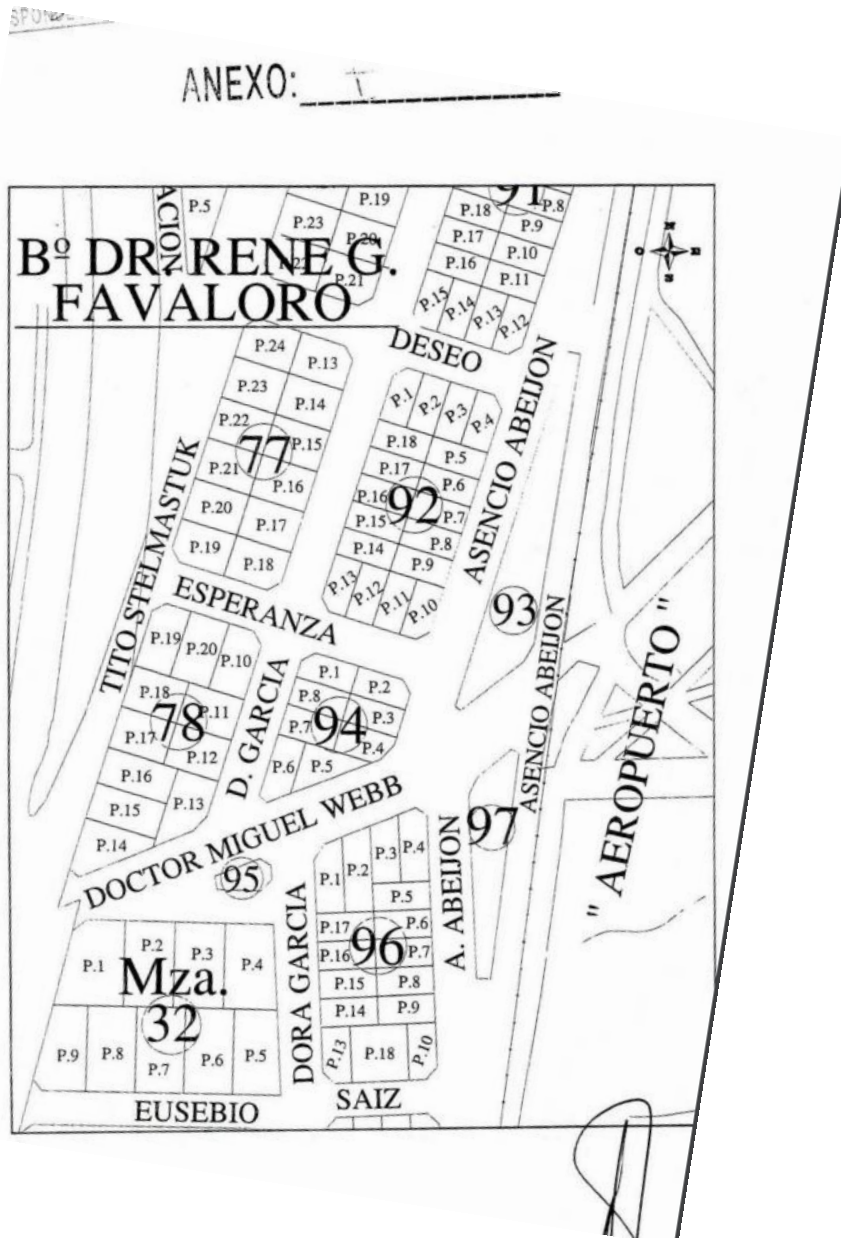 ANEXO: I
ACION
P.5
P.19
P.23
P.20
P.22
P.21
91
P.18
P.8
P.17
P.9
P.16
P.10
P.11
P.15
P.14
P.13
P.12
N
O
E
S
Bº DR. RENE G.
FAVALORO
DESEO
P.24
P.13
P.23
P.14
P.22
77
P.15
P.21
P.16
P.20
P.17
P.19
P.18
P.1
P.2
P.3
P.4
P.18
P.5
P.17
P.6
P.16
92
P.7
P.15
P.8
P.14
P.9
P.13
P.12
P.11
P.10
ASENCIO ABEIJON
TITO STELMASTUK
ESPERANZA
93
ASENCIO ABEIJON
" AEROPUERTO "
P.19
P.20
P.10
P.18
78
P.11
P.17
P.12
P.16
P.13
P.15
P.14
D. GARCIA
P.1
P.2
P.8
94
P.3
P.7
P.4
P.6
P.5
DOCTOR MIGUEL WEBB
95
97
A. ABEIJON
DORA GARCIA
P.1
P.2
P.3
P.4
P.5
P.17
P.6
P.16
96
P.7
P.15
P.8
P.14
P.9
P.13
P.18
P.10
P.1
P.2
P.3
P.4
Mza.
32
P.9
P.8
P.7
P.6
P.5
EUSEBIO SAIZ